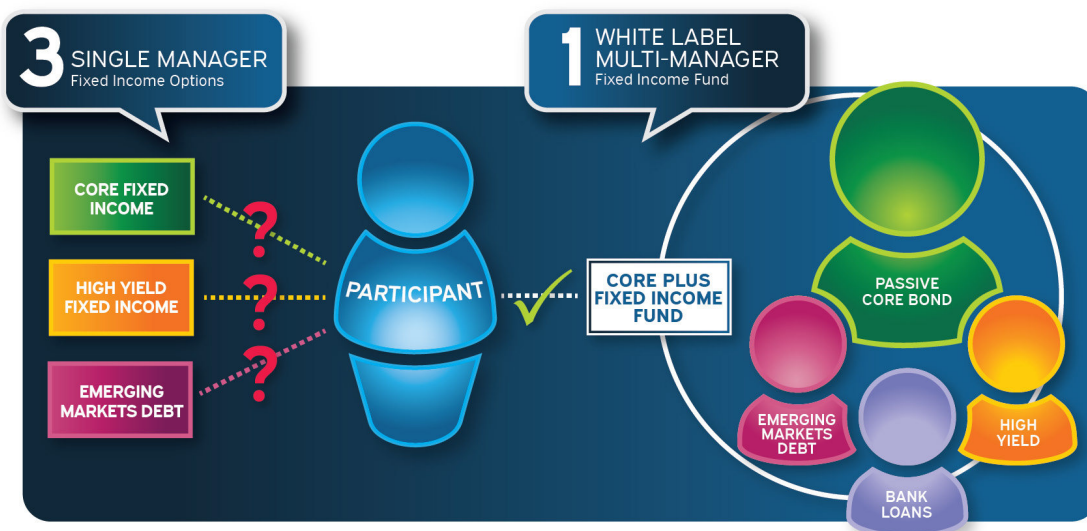 3 SINGLE MANAGER
Fixed Income Options
1 WHITE LABEL
MULTI-MANAGER
Fixed Income Fund
CORE FIXED
INCOME
HIGH YIELD
FIXED INCOME
EMERGING
MARKETS DEBT
?
?
?
PARTICIPANT
CORE PLUS
FIXED INCOME
FUND
PASSIVE
CORE BOND
EMERGING
MARKETS
DEBT
BANK
LOANS
HIGH
YIELD